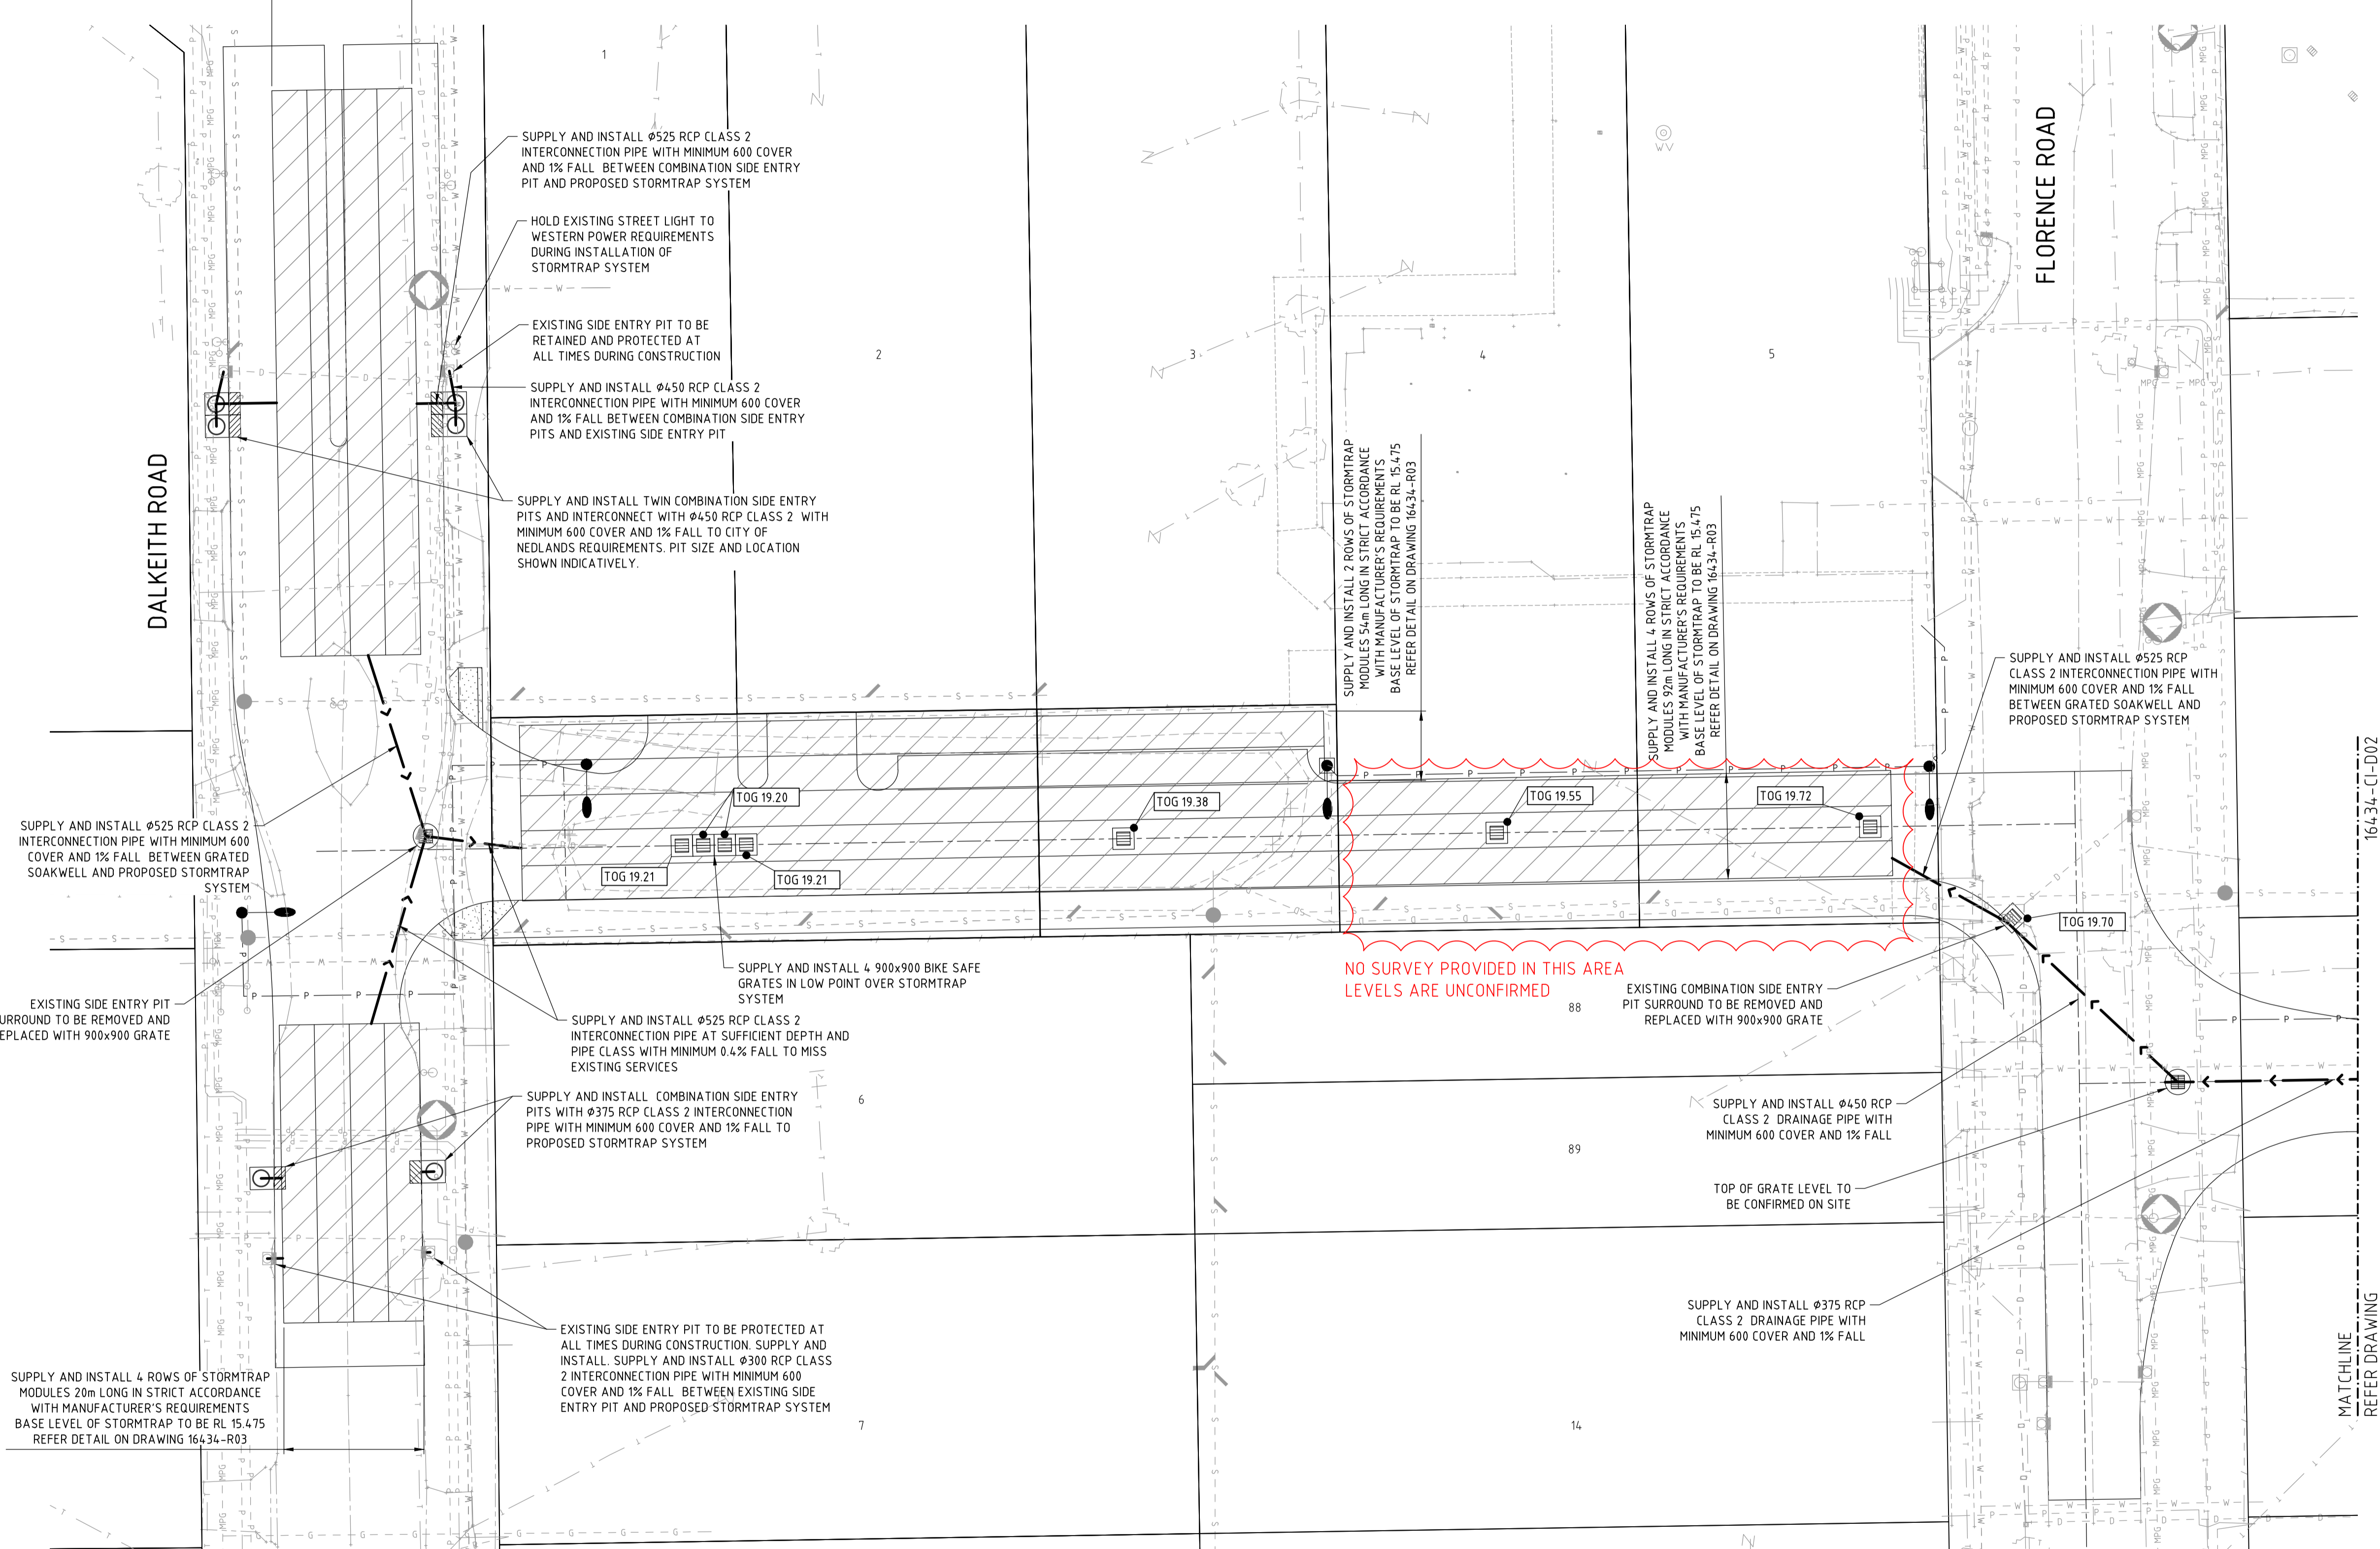 1
SUPPLY AND INSTALL Ø525 RCP CLASS 2
INTERCONNECTION PIPE WITH MINIMUM 600 COVER
AND 1% FALL BETWEEN COMBINATION SIDE ENTRY
PIT AND PROPOSED STORMTRAP SYSTEM
HOLD EXISTING STREET LIGHT TO
WESTERN POWER REQUIREMENTS
DURING INSTALLATION OF
STORMTRAP SYSTEM
EXISTING SIDE ENTRY PIT TO BE
RETAINED AND PROTECTED AT
ALL TIMES DURING CONSTRUCTION
SUPPLY AND INSTALL Ø450 RCP CLASS 2
INTERCONNECTION PIPE WITH MINIMUM 600 COVER
AND 1% FALL BETWEEN COMBINATION SIDE ENTRY
PITS AND EXISTING SIDE ENTRY PIT
SUPPLY AND INSTALL TWIN COMBINATION SIDE ENTRY
PITS AND INTERCONNECT WITH Ø450 RCP CLASS 2 WITH
MINIMUM 600 COVER AND 1% FALL TO CITY OF
NEDLANDS REQUIREMENTS. PIT SIZE AND LOCATION
SHOWN INDICATIVELY.
DALKEITH ROAD
2
3
4
5
WV
FLORENCE ROAD
SUPPLY AND INSTALL 2 ROWS OF STORMTRAP
MODULES 54m LONG IN STRICT ACCORDANCE
WITH MANUFACTURER'S REQUIREMENTS
BASE LEVEL OF STORMTRAP TO BE RL 15.475
REFER DETAIL ON DRAWING 16434-R03
SUPPLY AND INSTALL 4 ROWS OF STORMTRAP
MODULES 92m LONG IN STRICT ACCORDANCE
WITH MANUFACTURER'S REQUIREMENTS
BASE LEVEL OF STORMTRAP TO BE RL 15.475
REFER DETAIL ON DRAWING 16434-R03
SUPPLY AND INSTALL Ø525 RCP
CLASS 2 INTERCONNECTION PIPE WITH
MINIMUM 600 COVER AND 1% FALL
BETWEEN GRATED SOAKWELL AND
PROPOSED STORMTRAP SYSTEM
SUPPLY AND INSTALL Ø525 RCP CLASS 2
INTERCONNECTION PIPE WITH MINIMUM 600
COVER AND 1% FALL BETWEEN GRATED
SOAKWELL AND PROPOSED STORMTRAP
SYSTEM
TOG 19.20
TOG 19.38
TOG 19.55
TOG 19.72
TOG 19.21
TOG 19.21
TOG 19.70
EXISTING SIDE ENTRY PIT
SURROUND TO BE REMOVED AND
REPLACED WITH 900x900 GRATE
SUPPLY AND INSTALL 4 900x900 BIKE SAFE
GRATES IN LOW POINT OVER STORMTRAP
SYSTEM
SUPPLY AND INSTALL Ø525 RCP CLASS 2
INTERCONNECTION PIPE AT SUFFICIENT DEPTH AND
PIPE CLASS WITH MINIMUM 0.4% FALL TO MISS
EXISTING SERVICES
NO SURVEY PROVIDED IN THIS AREA
LEVELS ARE UNCONFIRMED
88
EXISTING COMBINATION SIDE ENTRY
PIT SURROUND TO BE REMOVED AND
REPLACED WITH 900x900 GRATE
SUPPLY AND INSTALL COMBINATION SIDE ENTRY
PITS WITH Ø375 RCP CLASS 2 INTERCONNECTION
PIPE WITH MINIMUM 600 COVER AND 1% FALL TO
PROPOSED STORMTRAP SYSTEM
6
89
SUPPLY AND INSTALL Ø450 RCP
CLASS 2 DRAINAGE PIPE WITH
MINIMUM 600 COVER AND 1% FALL
TOP OF GRATE LEVEL TO
BE CONFIRMED ON SITE
SUPPLY AND INSTALL Ø375 RCP
CLASS 2 DRAINAGE PIPE WITH
MINIMUM 600 COVER AND 1% FALL
EXISTING SIDE ENTRY PIT TO BE PROTECTED AT
ALL TIMES DURING CONSTRUCTION. SUPPLY AND
INSTALL. SUPPLY AND INSTALL Ø300 RCP CLASS
2 INTERCONNECTION PIPE WITH MINIMUM 600
COVER AND 1% FALL BETWEEN EXISTING SIDE
ENTRY PIT AND PROPOSED STORMTRAP SYSTEM
7
14
SUPPLY AND INSTALL 4 ROWS OF STORMTRAP
MODULES 20m LONG IN STRICT ACCORDANCE
WITH MANUFACTURER'S REQUIREMENTS
BASE LEVEL OF STORMTRAP TO BE RL 15.475
REFER DETAIL ON DRAWING 16434-R03
MATCHLINE
REFER DRAWING 16434-CI-D02